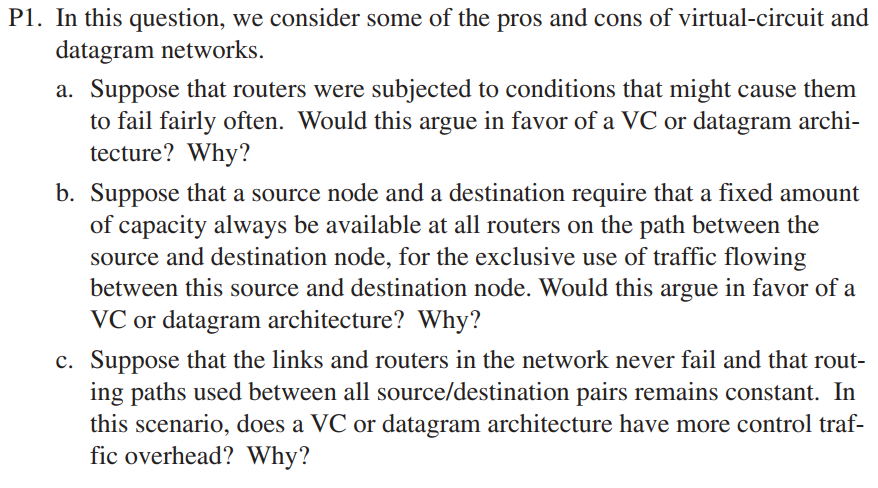 P1. In this question, we consider some of the pros and cons of virtual-circuit and
datagram networks.
a. Suppose that routers were subjected to conditions that might cause them
to fail fairly often. Would this argue in favor of a VC or datagram archi-
tecture? Why?
b. Suppose that a source node and a destination require that a fixed amount
of capacity always be available at all routers on the path between the
source and destination node, for the exclusive use of traffic flowing
between this source and destination node. Would this argue in favor of a
VC or datagram architecture? Why?
c. Suppose that the links and routers in the network never fail and that rout-
ing paths used between all source/destination pairs remains constant. In
this scenario, does a VC or datagram architecture have more control traf-
fic overhead? Why?